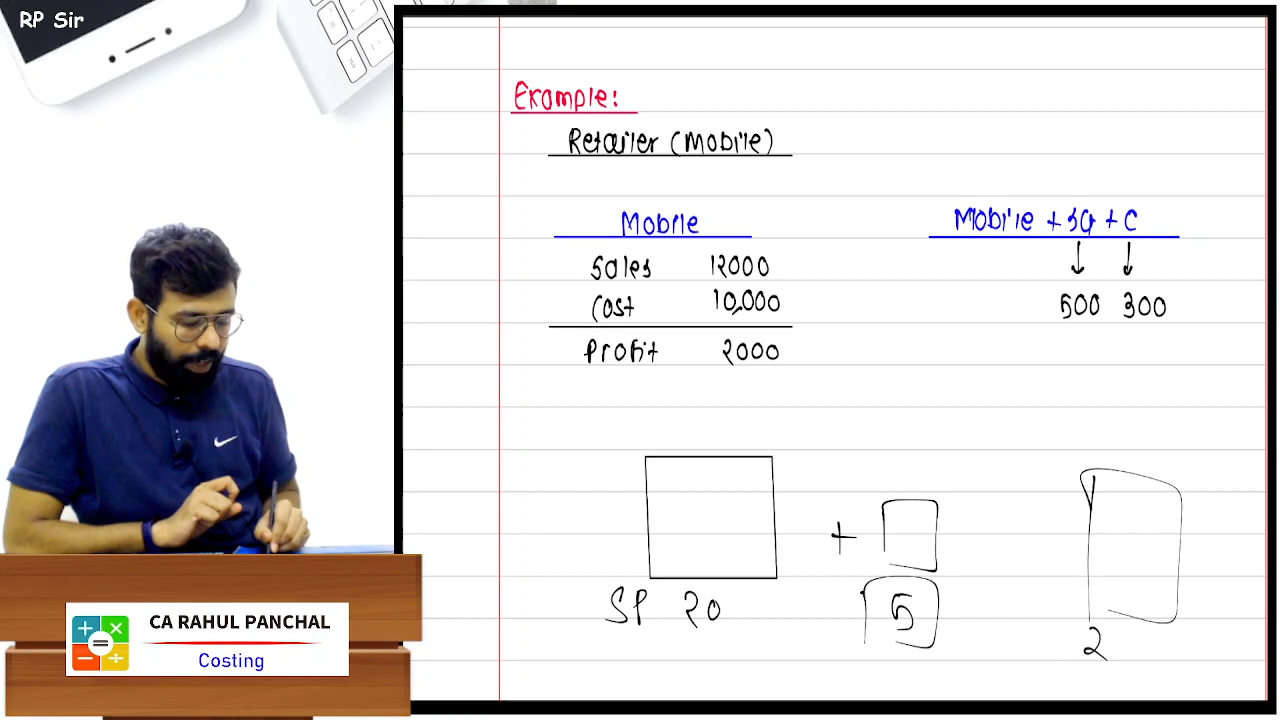 RP Sir
Example:
Retailer (Mobile)
Mobile
Sales 12000
Cost 10,000
Profit 2000
Mobile + SG + C
↓ ↓
500 300
+
SP 20
5
2
CA RAHUL PANCHAL
Costing